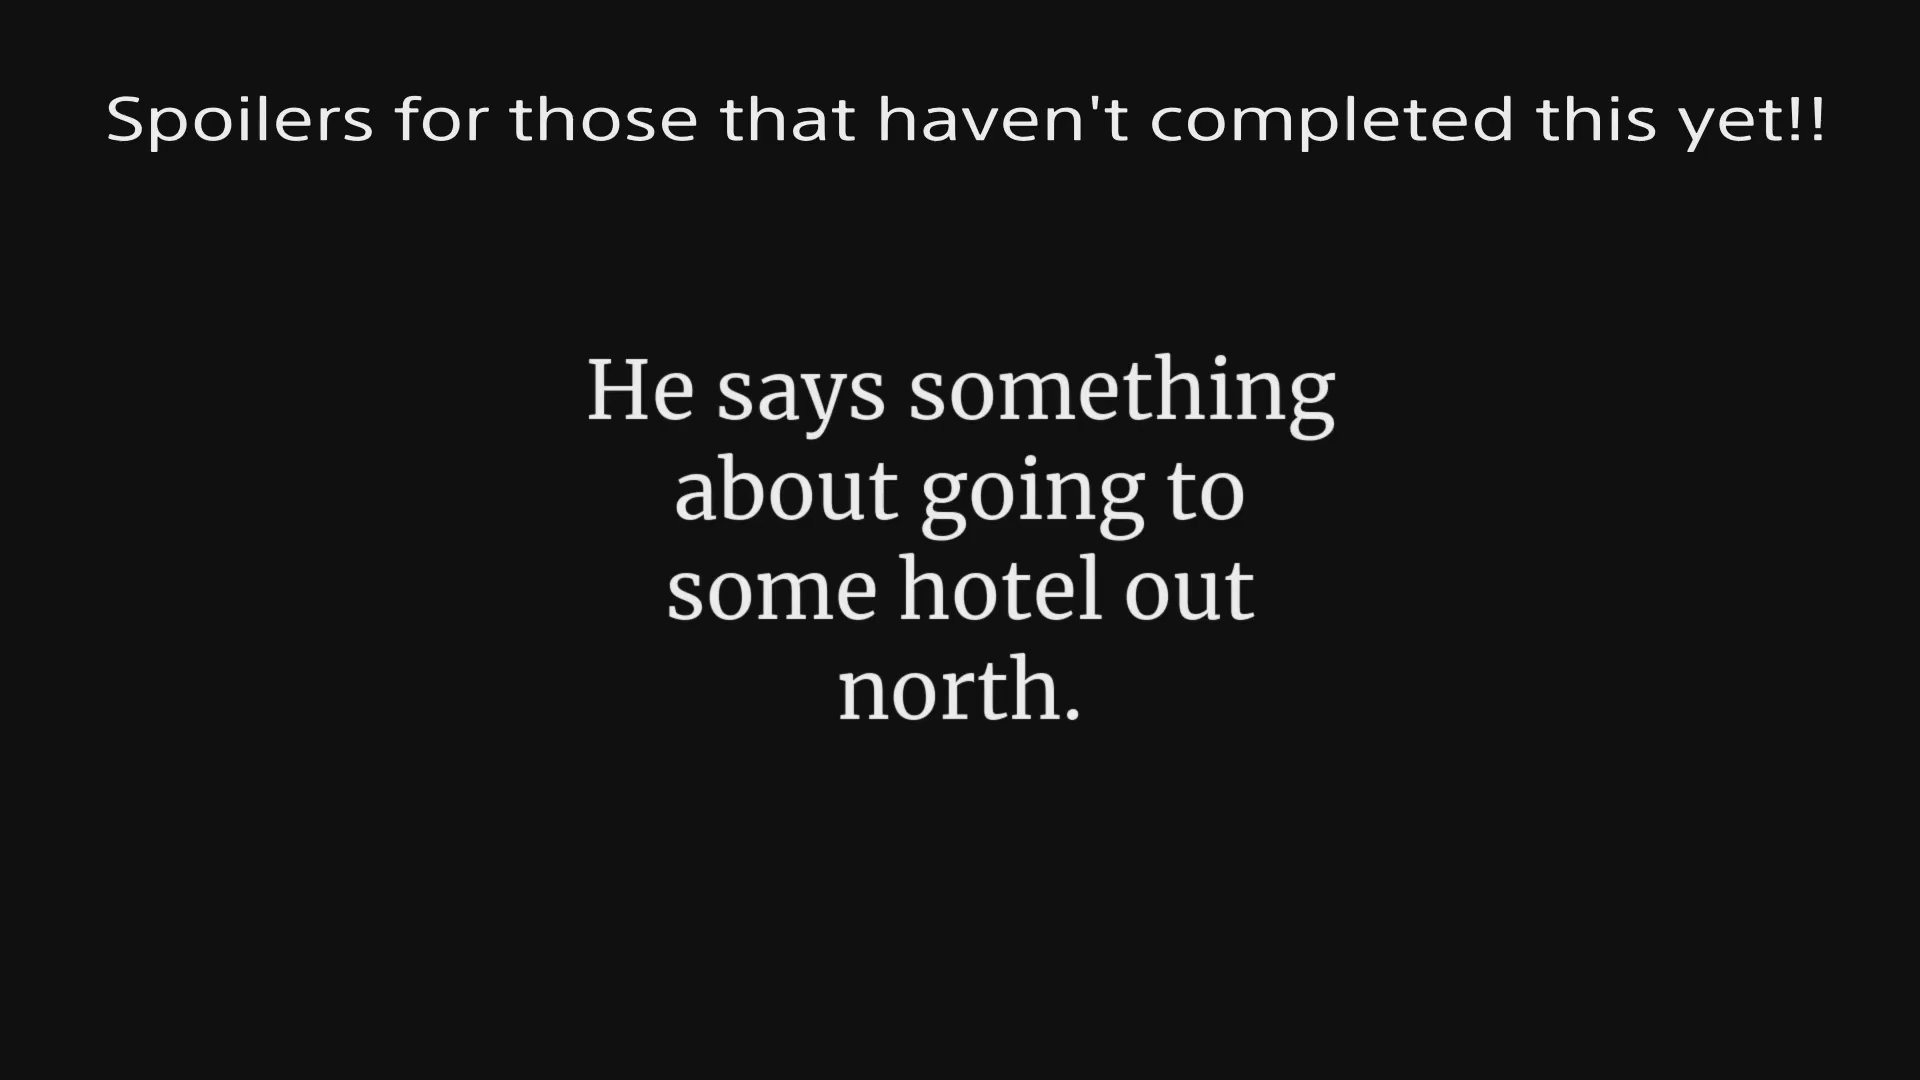 Spoilers for those that haven't completed this yet!!
He says something
about going to
some hotel out
north.